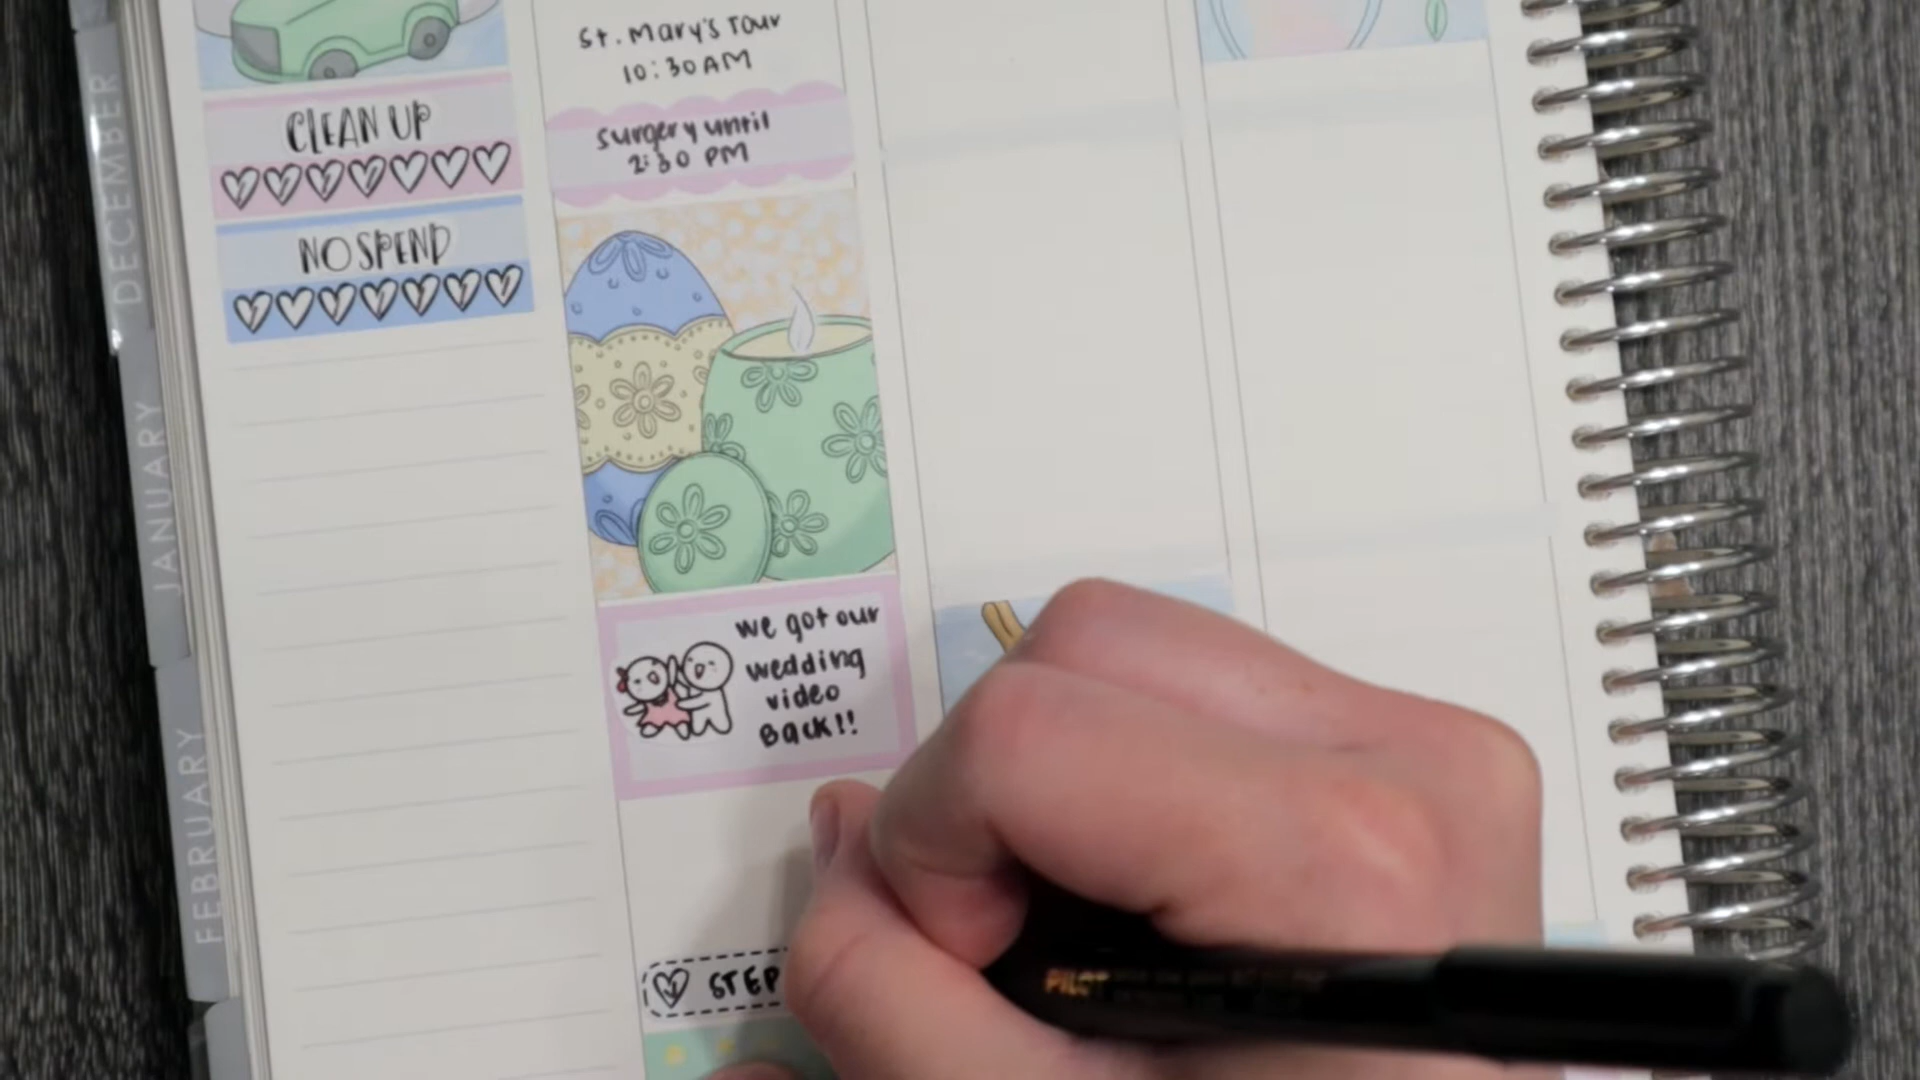 St. Mary's Tour
10:30 AM
CLEAN UP
surgery until
2:30 PM
NO SPEND
we got our
wedding
video
Back!!
STEP
PILOT
DECEMBER
JANUARY
FEBRUARY